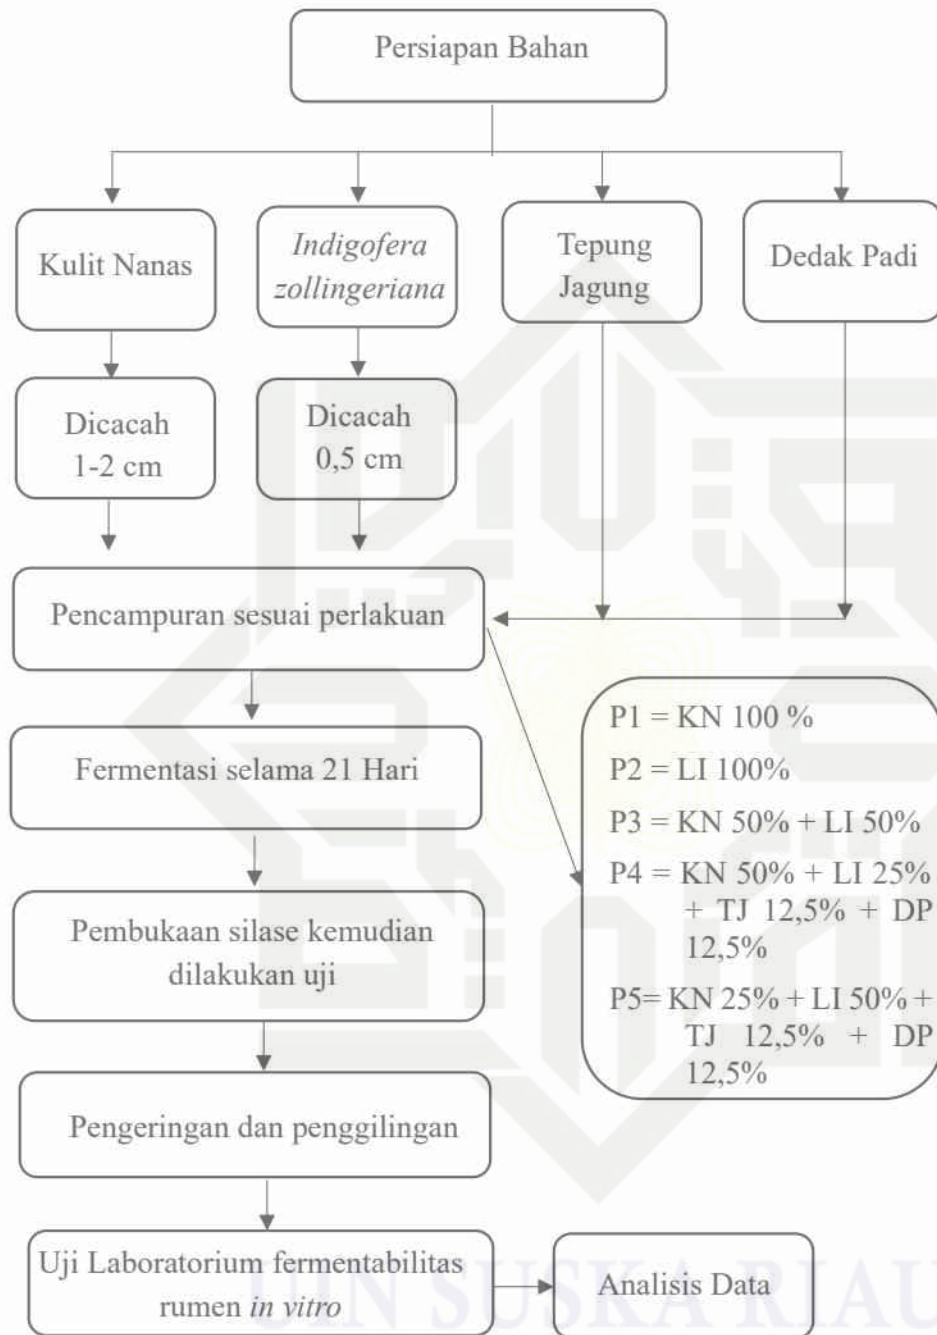 Persiapan Bahan
Kulit Nanas
Indigofera
zollingeriana
Tepung
Jagung
Dedak Padi
Dicacah
1-2 cm
Dicacah
0,5 cm
Pencampuran sesuai perlakuan
Fermentasi selama 21 Hari
P1 = KN 100 %
P2 = LI 100%
P3 = KN 50% + LI 50%
P4 = KN 50% + LI 25%
+ TJ 12,5% + DP
12,5%
P5= KN 25% + LI 50% +
TJ 12,5% + DP
12,5%
Pembukaan silase kemudian
dilakukan uji
Pengeringan dan penggilingan
Uji Laboratorium fermentabilitas
rumen in vitro
Analisis Data
UIN SUSKA RIAU